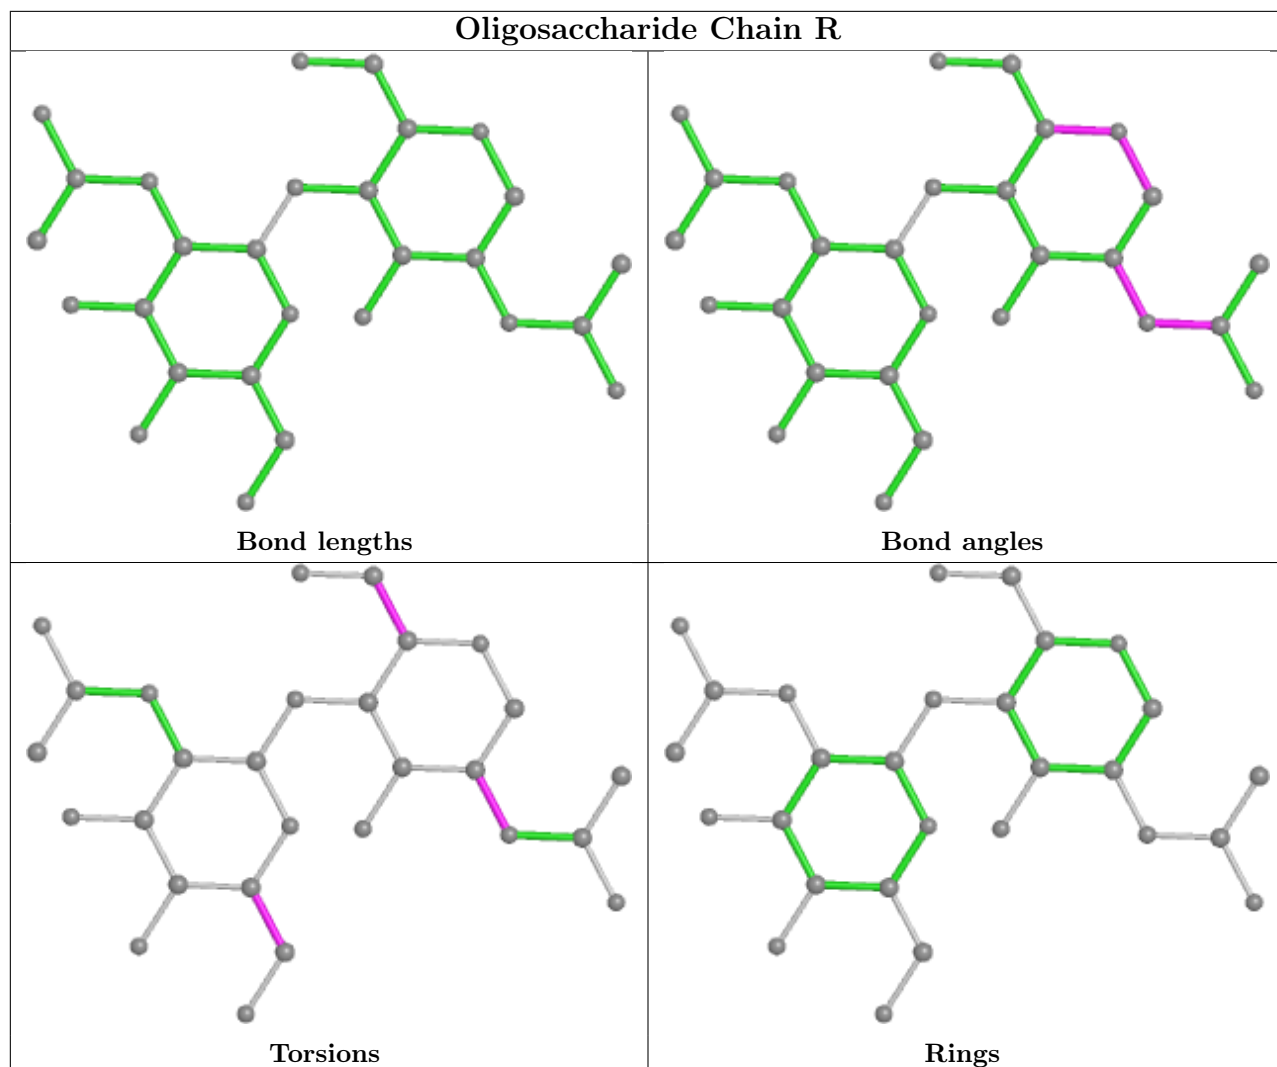 Oligosaccharide Chain R
Bond lengths
Bond angles
Torsions
Rings